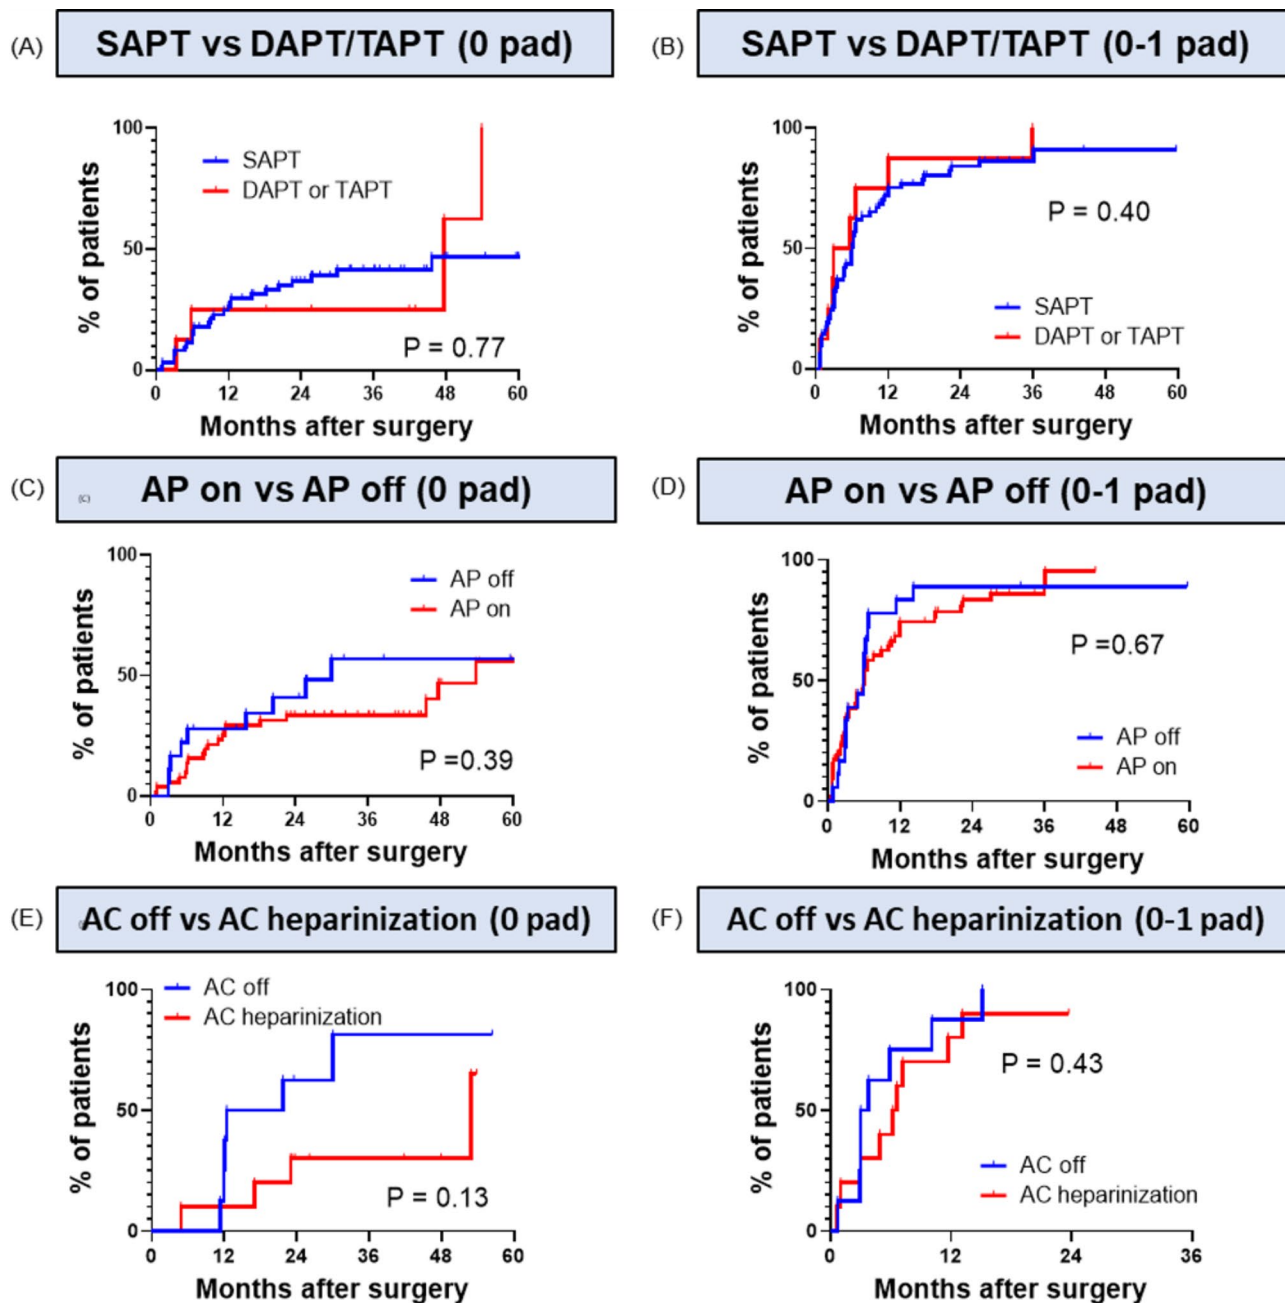 (A) SAPT vs DAPT/TAPT (0 pad)
100
50
0
% of patients
SAPT
DAPT or TAPT
P = 0.77
0 12 24 36 48 60
Months after surgery
(B) SAPT vs DAPT/TAPT (0-1 pad)
100
50
0
% of patients
P = 0.40
SAPT
DAPT or TAPT
0 12 24 36 48 60
Months after surgery
(C) (C) AP on vs AP off (0 pad)
100
50
0
% of patients
AP off
AP on
P =0.39
0 12 24 36 48 60
Months after surgery
(D) AP on vs AP off (0-1 pad)
100
50
0
% of patients
P =0.67
AP off
AP on
0 12 24 36 48 60
Months after surgery
(E) AC off vs AC heparinization (0 pad)
100
50
0
% of patients
AC off
AC heparinization
P = 0.13
0 12 24 36 48 60
Months after surgery
(F) AC off vs AC heparinization (0-1 pad)
100
50
0
% of patients
P = 0.43
AC off
AC heparinization
0 12 24 36
Months after surgery